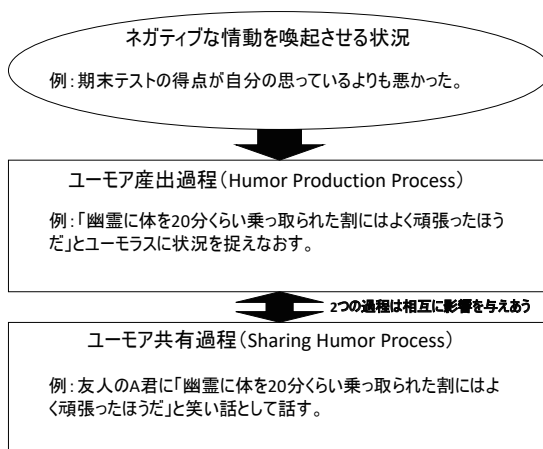 ネガティブな情動を喚起させる状況
例：期末テストの得点が自分の思っているよりも悪かった。
ユーモア産出過程（Humor Production Process）
例：「幽霊に体を20分くらい乗っ取られた割にはよく頑張ったほう
だ」とユーモラスに状況を捉えなおす。
2つの過程は相互に影響を与えあう
ユーモア共有過程（Sharing Humor Process）
例：友人のA君に「幽霊に体を20分くらい乗っ取られた割にはよ
く頑張ったほうだ」と笑い話として話す。